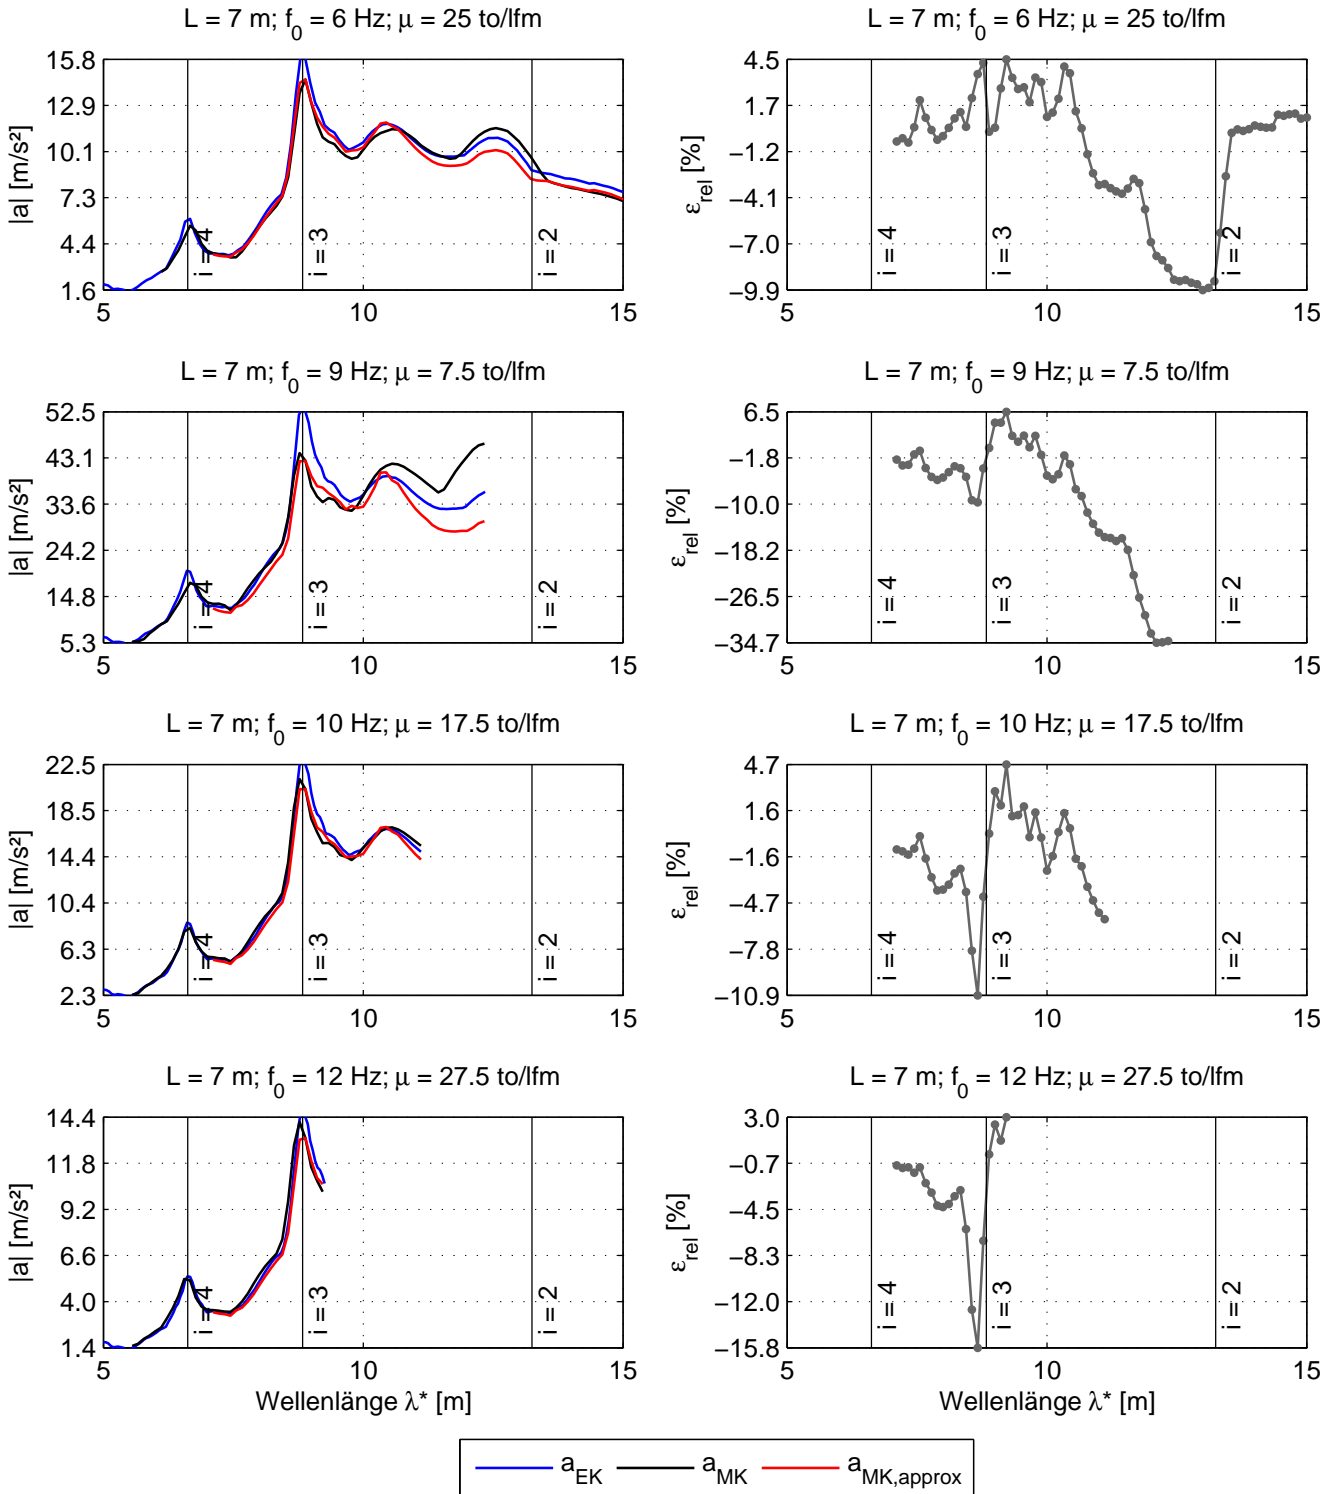 L = 7 m; f0 = 6 Hz; μ = 25 to/lfm
|a| [m/s²]
15.8
12.9
10.1
7.3
4.4
1.6
i = 4
i = 3
i = 2
5
10
15
L = 7 m; f0 = 6 Hz; μ = 25 to/lfm
εrel [%]
4.5
1.7
−1.2
−4.1
−7.0
−9.9
i = 4
i = 3
i = 2
5
10
15
L = 7 m; f0 = 9 Hz; μ = 7.5 to/lfm
|a| [m/s²]
52.5
43.1
33.6
24.2
14.8
5.3
i = 4
i = 3
i = 2
5
10
15
L = 7 m; f0 = 9 Hz; μ = 7.5 to/lfm
εrel [%]
6.5
−1.8
−10.0
−18.2
−26.5
−34.7
i = 4
i = 3
i = 2
5
10
15
L = 7 m; f0 = 10 Hz; μ = 17.5 to/lfm
|a| [m/s²]
22.5
18.5
14.4
10.4
6.3
2.3
i = 4
i = 3
i = 2
5
10
15
L = 7 m; f0 = 10 Hz; μ = 17.5 to/lfm
εrel [%]
4.7
1.6
−1.6
−4.7
−7.8
−10.9
i = 4
i = 3
i = 2
5
10
15
L = 7 m; f0 = 12 Hz; μ = 27.5 to/lfm
|a| [m/s²]
14.4
11.8
9.2
6.6
4.0
1.4
i = 4
i = 3
i = 2
5
10
15
Wellenlänge λ* [m]
L = 7 m; f0 = 12 Hz; μ = 27.5 to/lfm
εrel [%]
3.0
−0.7
−4.5
−8.3
−12.0
−15.8
i = 4
i = 3
i = 2
5
10
15
Wellenlänge λ* [m]
aEK aMK aMK,approx